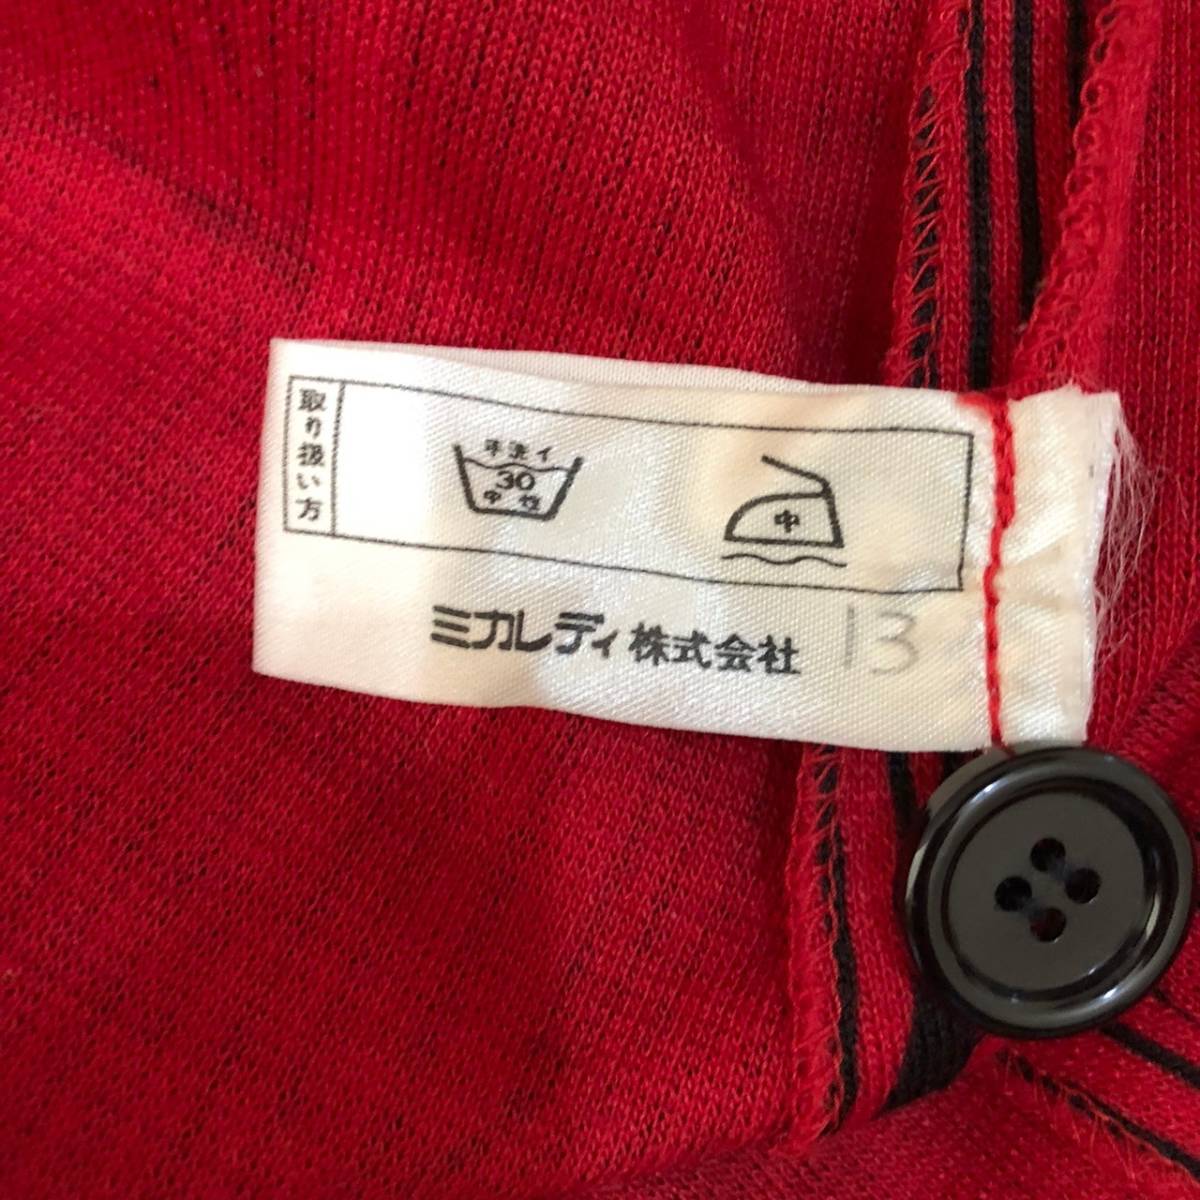 取り扱い方
手洗イ
30
中性
中
ミカレディ株式会社 13